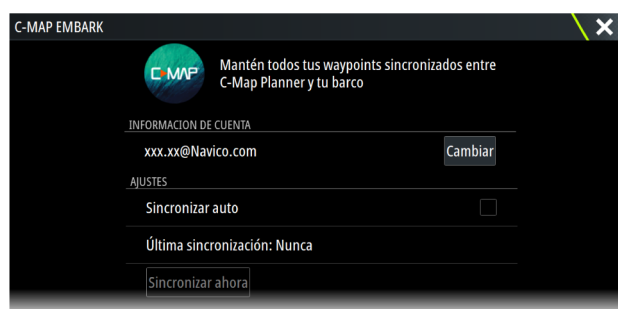 C-MAP EMBARK
C-MAP
Mantén todos tus waypoints sincronizados entre
C-Map Planner y tu barco
INFORMACION DE CUENTA
xxx.xx@Navico.com
Cambiar
AJUSTES
Sincronizar auto
Última sincronización: Nunca
Sincronizar ahora